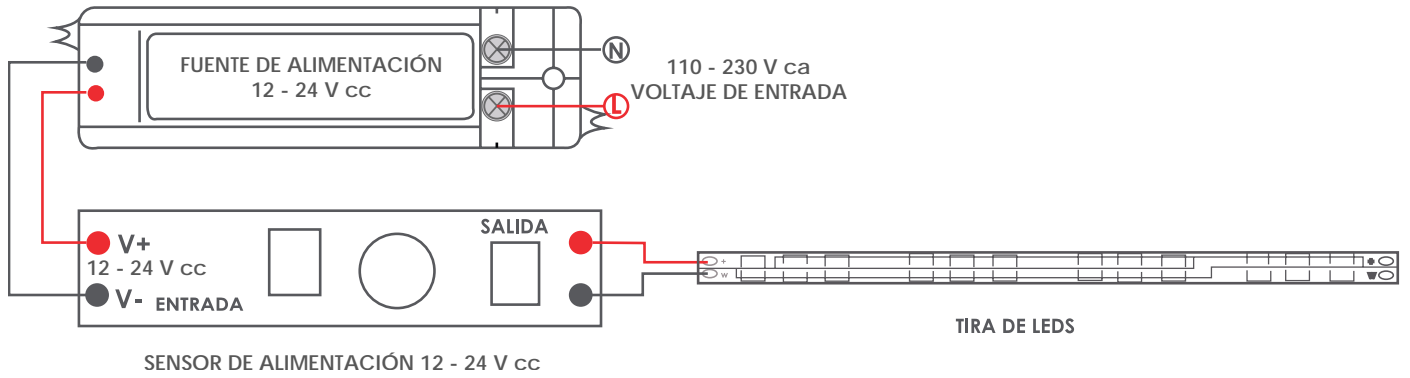 FUENTE DE ALIMENTACIÓN
12 - 24 V cc
N
L
110 - 230 V ca
VOLTAJE DE ENTRADA
V+
12 - 24 V cc
V- ENTRADA
SALIDA
+
w
TIRA DE LEDS
SENSOR DE ALIMENTACIÓN 12 - 24 V cc